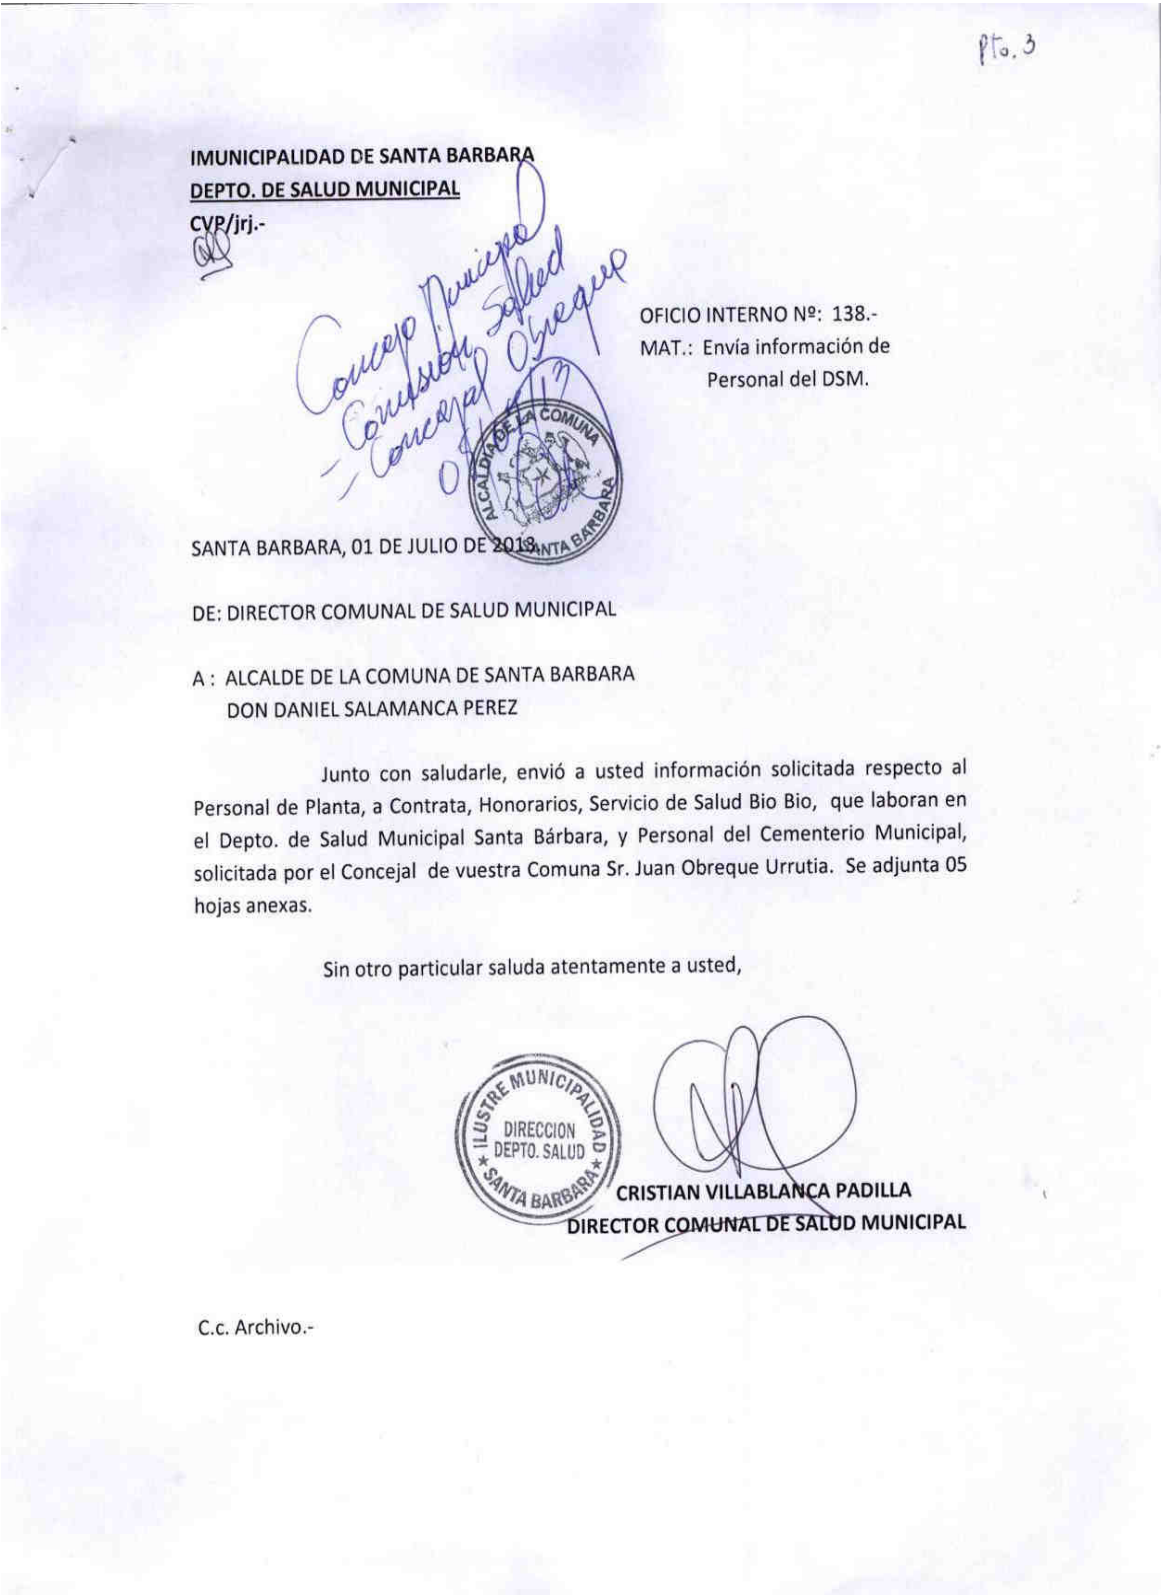 Pto. 3
IMUNICIPALIDAD DE SANTA BARBARA
DEPTO. DE SALUD MUNICIPAL
CVP/jrj.-
Concejo Municipal
- Comisión Salud
- Concejal Obreque
OFICIO INTERNO Nº: 138.-
MAT.: Envía información de
Personal del DSM.
ALCALDIA DE LA COMUNA
SANTA BARBARA
SANTA BARBARA, 01 DE JULIO DE 2013.
DE: DIRECTOR COMUNAL DE SALUD MUNICIPAL
A : ALCALDE DE LA COMUNA DE SANTA BARBARA
DON DANIEL SALAMANCA PEREZ
Junto con saludarle, envió a usted información solicitada respecto al
Personal de Planta, a Contrata, Honorarios, Servicio de Salud Bio Bio, que laboran en
el Depto. de Salud Municipal Santa Bárbara, y Personal del Cementerio Municipal,
solicitada por el Concejal de vuestra Comuna Sr. Juan Obreque Urrutia. Se adjunta 05
hojas anexas.
Sin otro particular saluda atentamente a usted,
ILUSTRE MUNICIPALIDAD
DIRECCION
DEPTO. SALUD
SANTA BARBARA
CRISTIAN VILLABLANCA PADILLA
DIRECTOR COMUNAL DE SALUD MUNICIPAL
C.c. Archivo.-